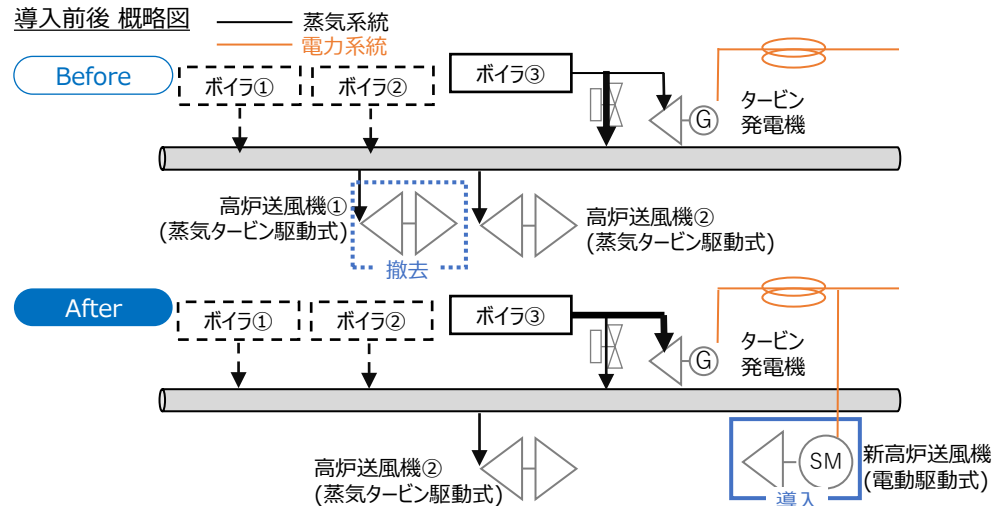 導入前後 概略図
蒸気系統
電力系統
Before
ボイラ①
ボイラ②
ボイラ③
G
タービン
発電機
高炉送風機①
(蒸気タービン駆動式)
撤去
高炉送風機②
(蒸気タービン駆動式)
After
ボイラ①
ボイラ②
ボイラ③
G
タービン
発電機
高炉送風機②
(蒸気タービン駆動式)
SM
新高炉送風機
(電動駆動式)
導入